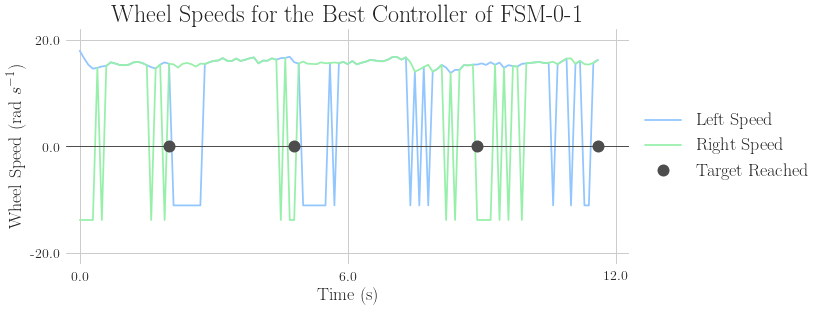 Wheel Speeds for the Best Controller of FSM-0-1
Wheel Speed (rad s⁻¹)
20.0
0.0
-20.0
0.0
6.0
12.0
Time (s)
Left Speed
Right Speed
Target Reached